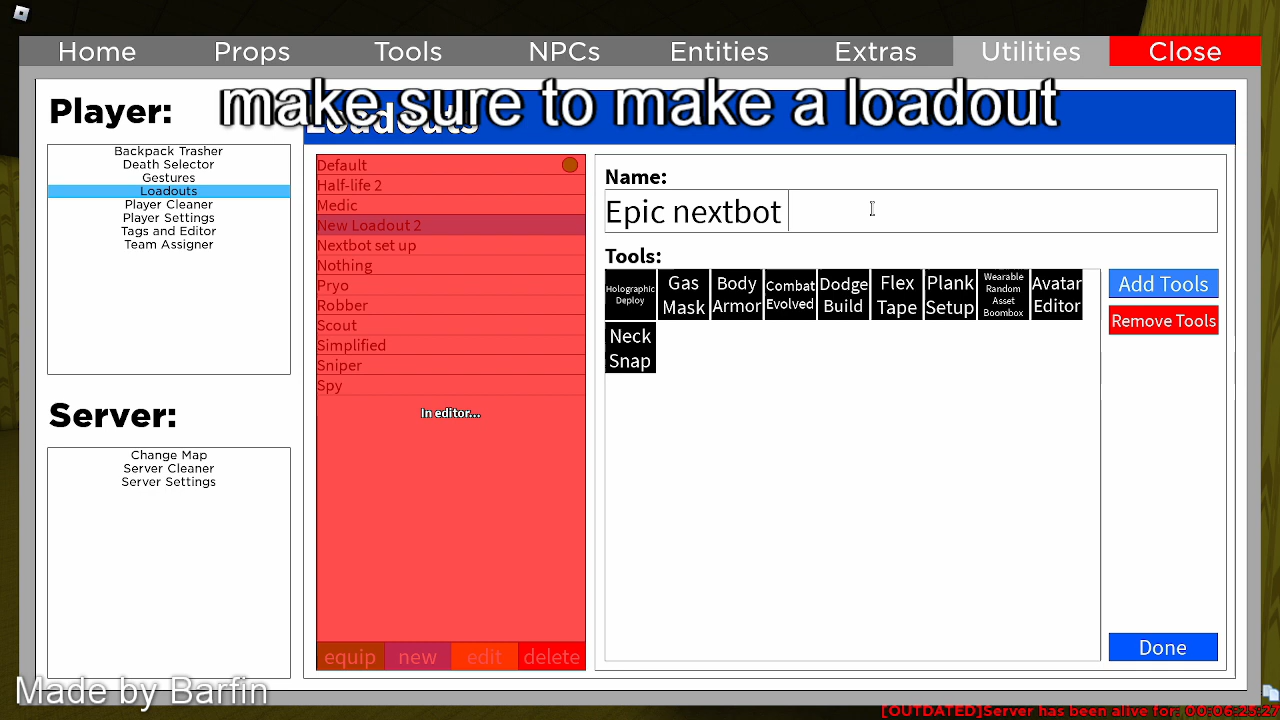 Home Props Tools NPCs Entities Extras Utilities Close
make sure to make a loadout
Player:
Loadouts
Backpack Trasher
Death Selector
Gestures
Loadouts
Player Cleaner
Player Settings
Tags and Editor
Team Assigner
Server:
Change Map
Server Cleaner
Server Settings
Default
Half-life 2
Medic
New Loadout 2
Nextbot set up
Nothing
Pryo
Robber
Scout
Simplified
Sniper
Spy
In editor...
equip new edit delete
Name:
Epic nextbot
Tools:
Holographic Deploy
Gas Mask
Body Armor
Combat Evolved
Dodge Build
Flex Tape
Plank Setup
Wearable Random Asset Boombox
Avatar Editor
Neck Snap
Add Tools
Remove Tools
Done
Made by Barfin
[OUTDATED]Server has been alive for: 00:06:25:27